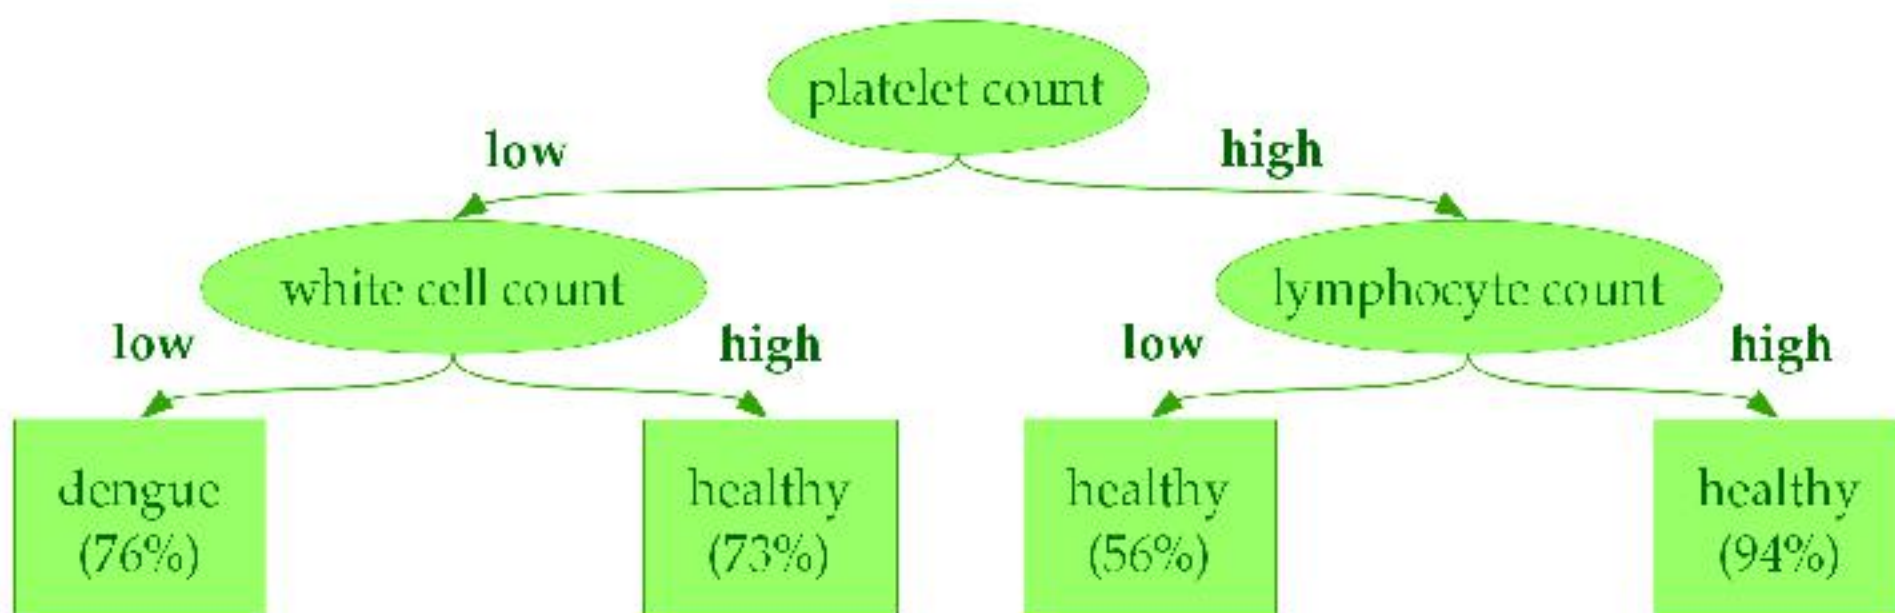 platelet count
low
high
white cell count
lymphocyte count
low
high
low
high
dengue
(76%)
healthy
(73%)
healthy
(56%)
healthy
(94%)